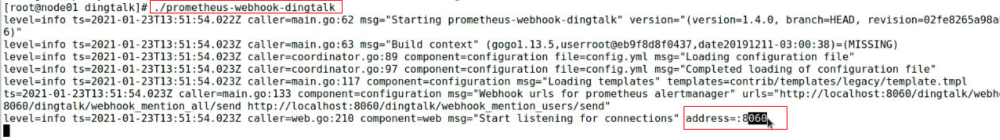 [root@node01 dingtalk]# ./prometheus-webhook-dingtalk
level=info ts=2021-01-23T13:51:54.022Z caller=main.go:62 msg="Starting prometheus-webhook-dingtalk" version="(version=1.4.0, branch=HEAD, revision=02fe8265a98a
6)"
level=info ts=2021-01-23T13:51:54.023Z caller=main.go:63 msg="Build context" (gogo1.13.5,userroot@eb9f8d8f0437,date20191211-03:00:38)=(MISSING)
level=info ts=2021-01-23T13:51:54.023Z caller=coordinator.go:89 component=configuration file=config.yml msg="Loading configuration file"
level=info ts=2021-01-23T13:51:54.023Z caller=coordinator.go:97 component=configuration file=config.yml msg="Completed loading of configuration file"
level=info ts=2021-01-23T13:51:54.023Z caller=main.go:117 component=configuration msg="Loading templates" templates=contrib/templates/legacy/template.tmpl
ts=2021-01-23T13:51:54.023Z caller=main.go:133 component=configuration msg="Webhook urls for prometheus alertmanager" urls="http://localhost:8060/dingtalk/webh
8060/dingtalk/webhook_mention_all/send http://localhost:8060/dingtalk/webhook_mention_users/send"
level=info ts=2021-01-23T13:51:54.023Z caller=web.go:210 component=web msg="Start listening for connections" address=:8060